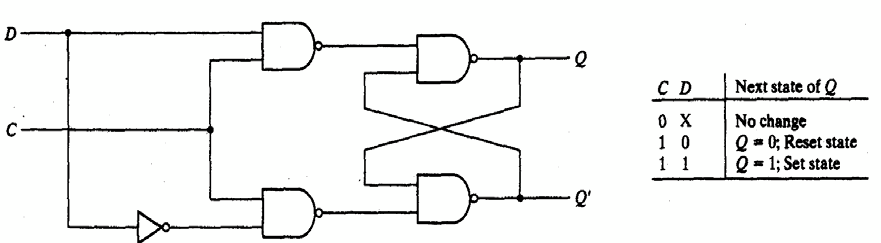 D
C
Q
Q'
C D Next state of Q
0 X No change
1 0 Q = 0; Reset state
1 1 Q = 1; Set state